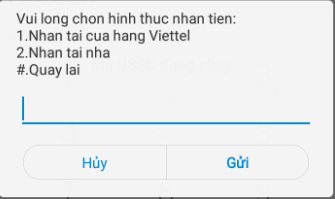 Vui long chon hinh thuc nhan tien:
1.Nhan tai cua hang Viettel
2.Nhan tai nha
#.Quay lai
Hủy Gửi